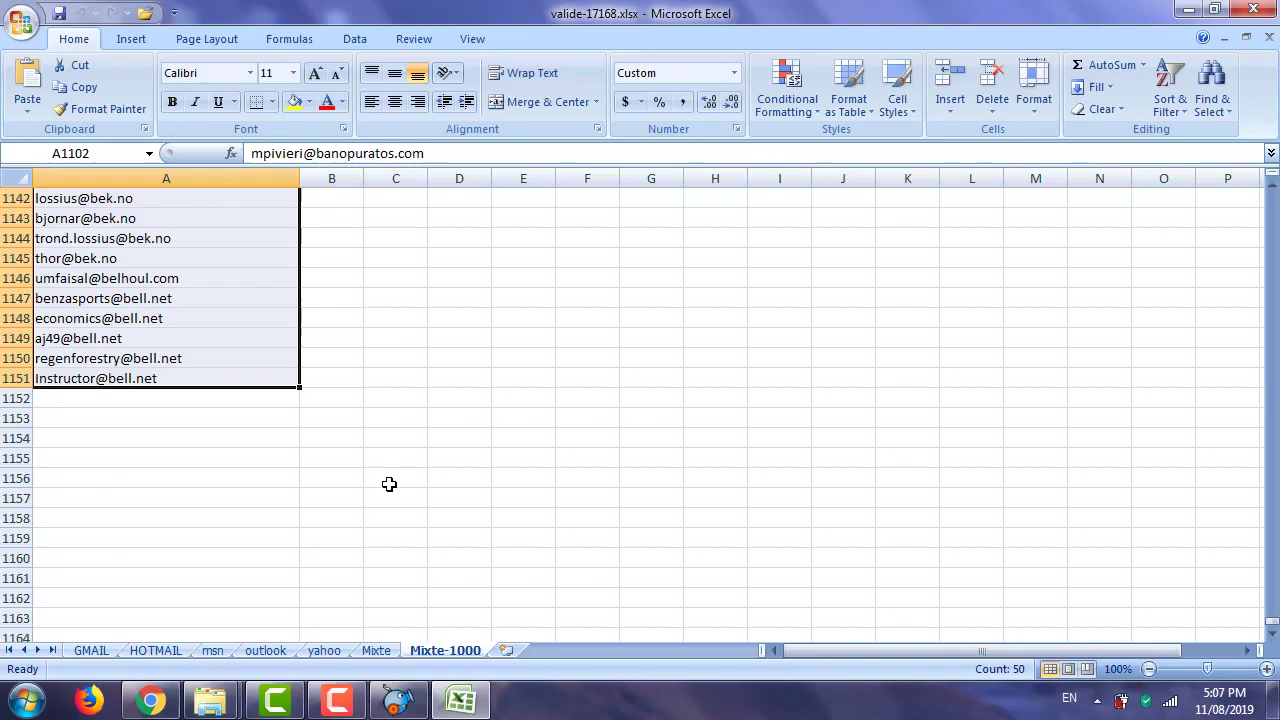 valide-17168.xlsx - Microsoft Excel
Home Insert Page Layout Formulas Data Review View
Paste
Cut
Copy
Format Painter
Clipboard
Calibri 11
B I U
Font
Wrap Text
Merge & Center
Alignment
Custom
$ % ,
Number
Conditional Formatting
Format as Table
Cell Styles
Styles
Insert Delete Format
Cells
Σ AutoSum
Fill
Clear
Sort & Filter
Find & Select
Editing
A1102 fx mpivieri@banopuratos.com
A B C D E F G H I J K L M N O P
1142 lossius@bek.no
1143 bjornar@bek.no
1144 trond.lossius@bek.no
1145 thor@bek.no
1146 umfaisal@belhoul.com
1147 benzasports@bell.net
1148 economics@bell.net
1149 aj49@bell.net
1150 regenforestry@bell.net
1151 Instructor@bell.net
1152
1153
1154
1155
1156
1157
1158
1159
1160
1161
1162
1163
1164
GMAIL HOTMAIL msn outlook yahoo Mixte Mixte-1000
Ready Count: 50 100%
EN 5:07 PM
11/08/2019